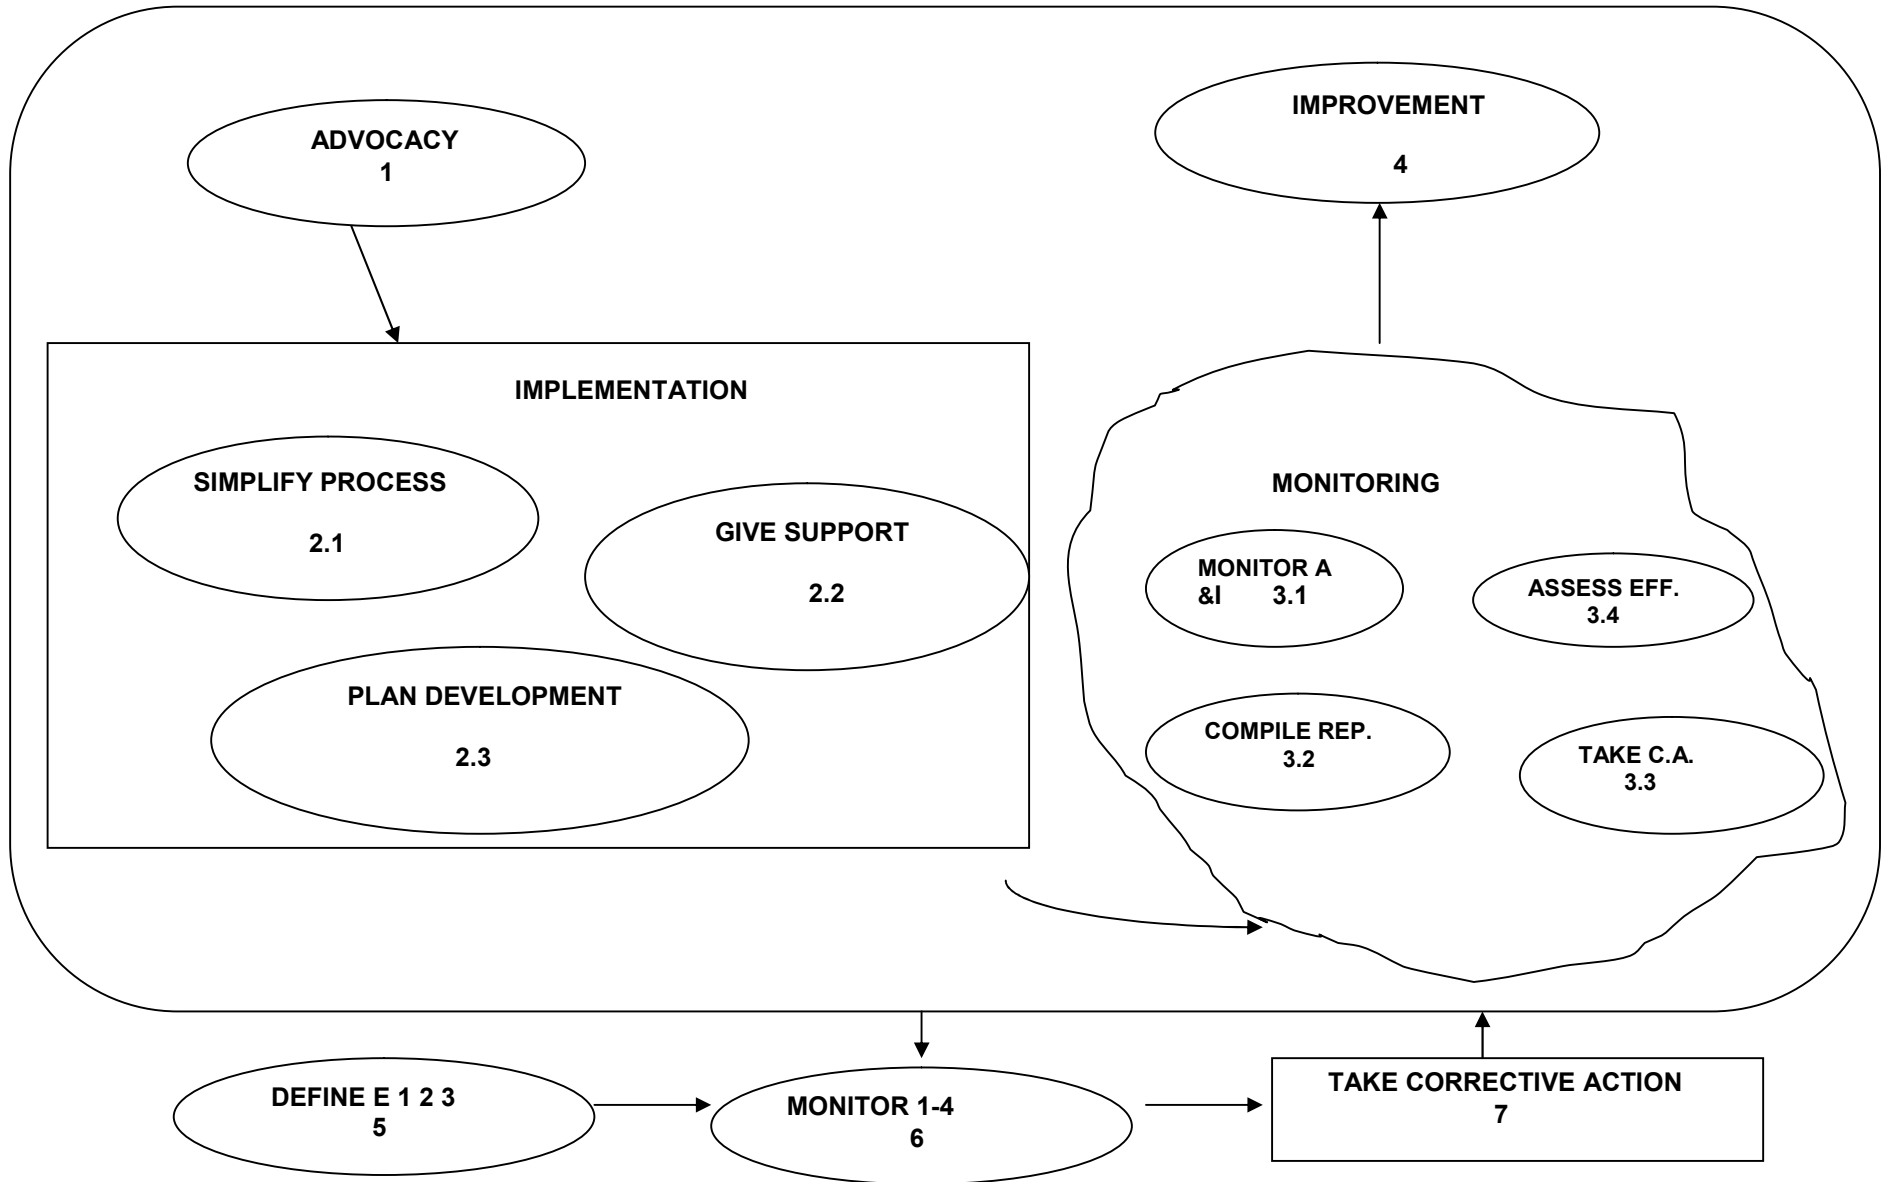 ADVOCACY
1
IMPROVEMENT
4
IMPLEMENTATION
SIMPLIFY PROCESS
2.1
GIVE SUPPORT
2.2
PLAN DEVELOPMENT
2.3
MONITORING
MONITOR A
&I 3.1
ASSESS EFF.
3.4
COMPILE REP.
3.2
TAKE C.A.
3.3
DEFINE E 1 2 3
5
MONITOR 1-4
6
TAKE CORRECTIVE ACTION
7